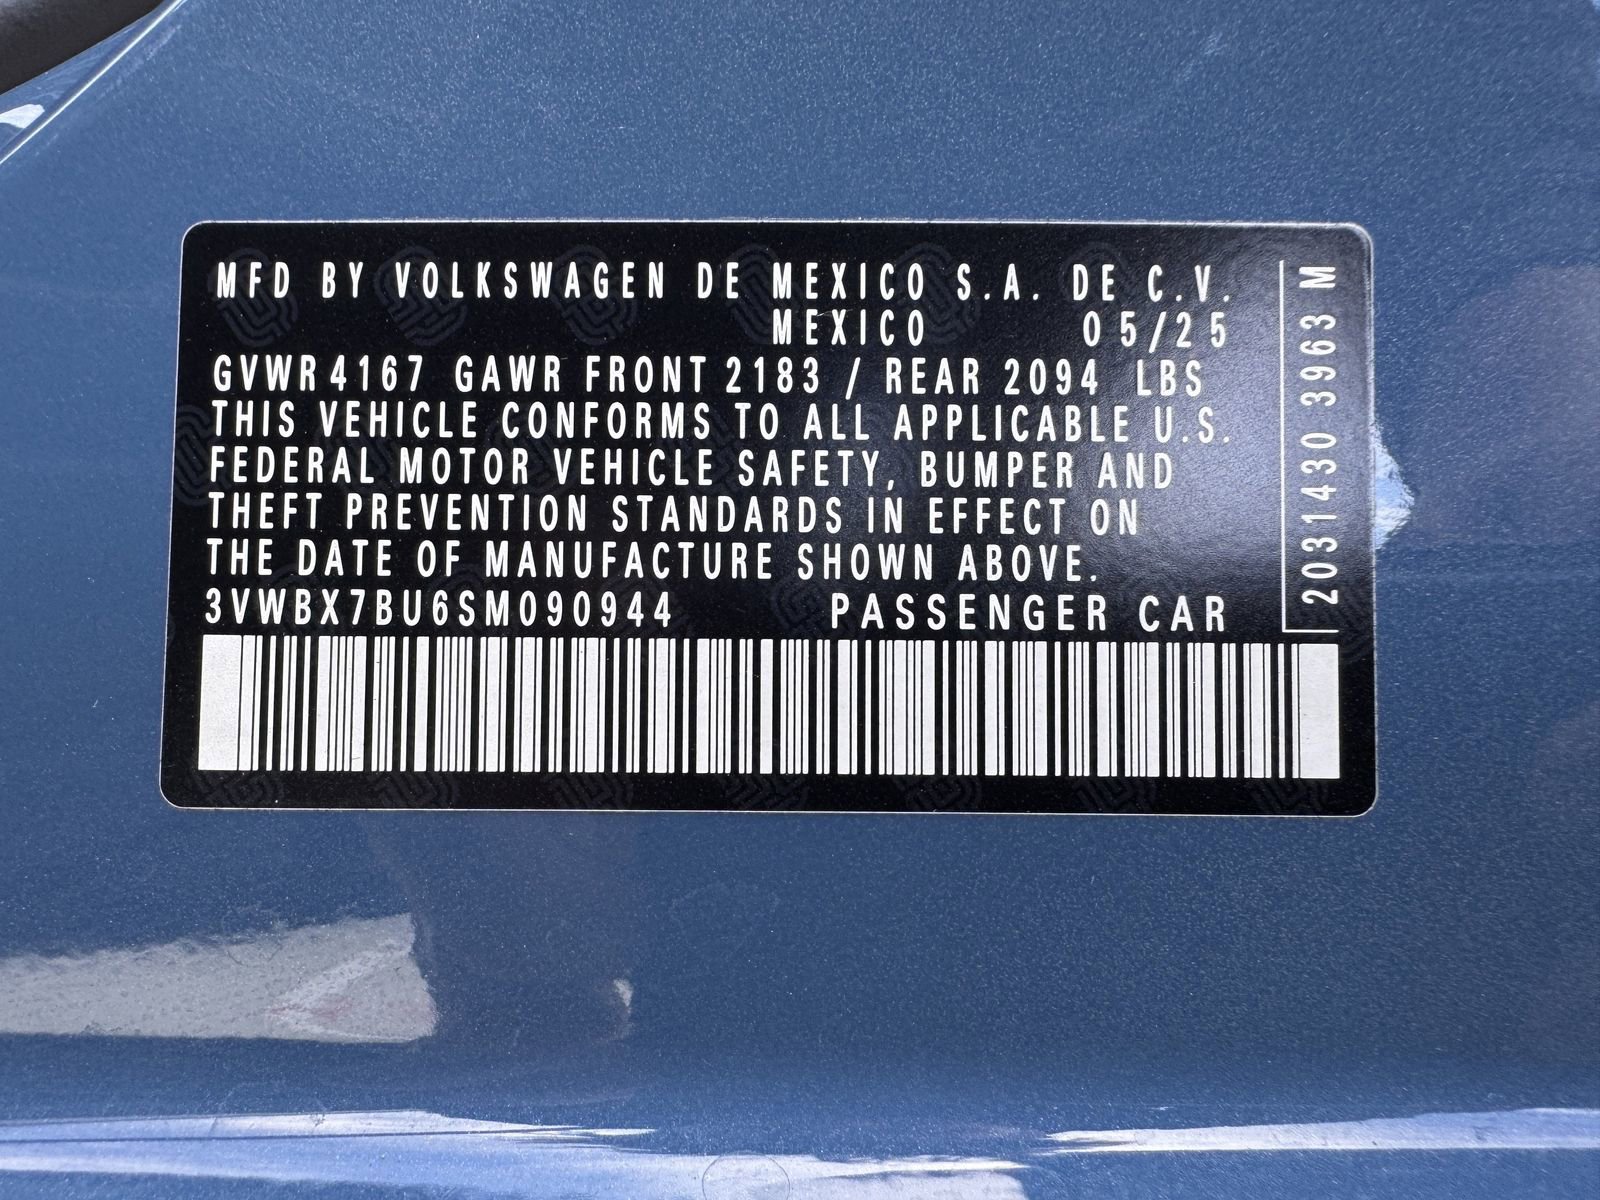 MFD BY VOLKSWAGEN DE MEXICO S.A. DE C.V.
MEXICO 05/25
GVWR 4167 GAWR FRONT 2183 / REAR 2094 LBS
THIS VEHICLE CONFORMS TO ALL APPLICABLE U.S.
FEDERAL MOTOR VEHICLE SAFETY, BUMPER AND
THEFT PREVENTION STANDARDS IN EFFECT ON
THE DATE OF MANUFACTURE SHOWN ABOVE.
3VWBX7BU6SM090944 PASSENGER CAR
2031430 3963 M